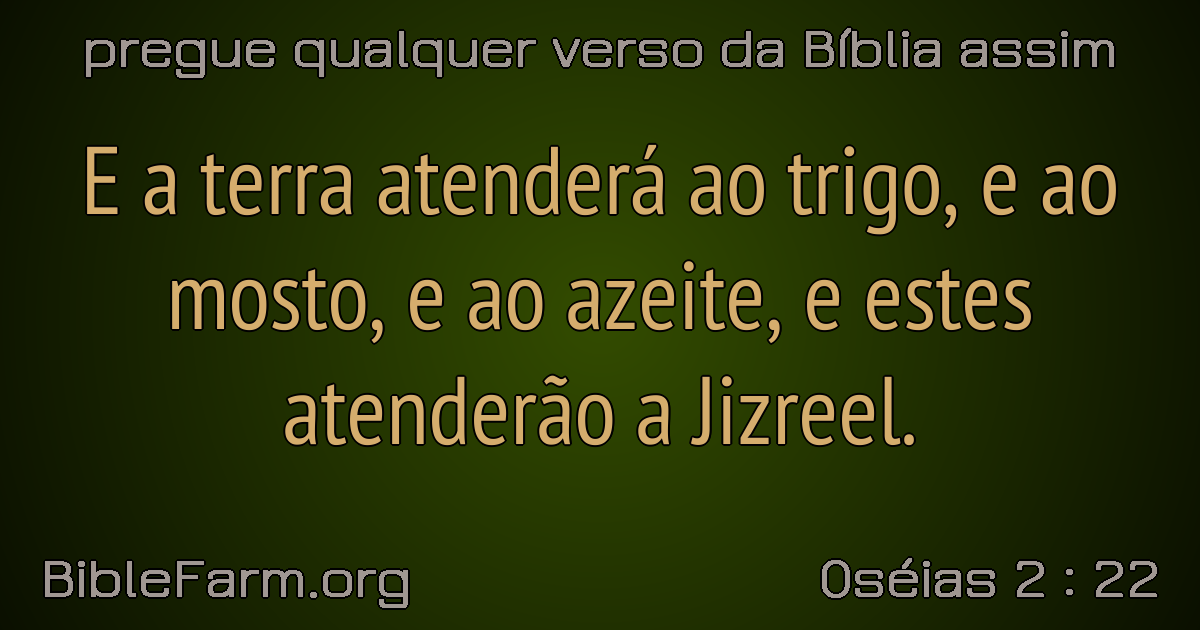 pregue qualquer verso da Bíblia assim
E a terra atenderá ao trigo, e ao
mosto, e ao azeite, e estes
atenderão a Jizreel.
BibleFarm.org
Oséias 2 : 22